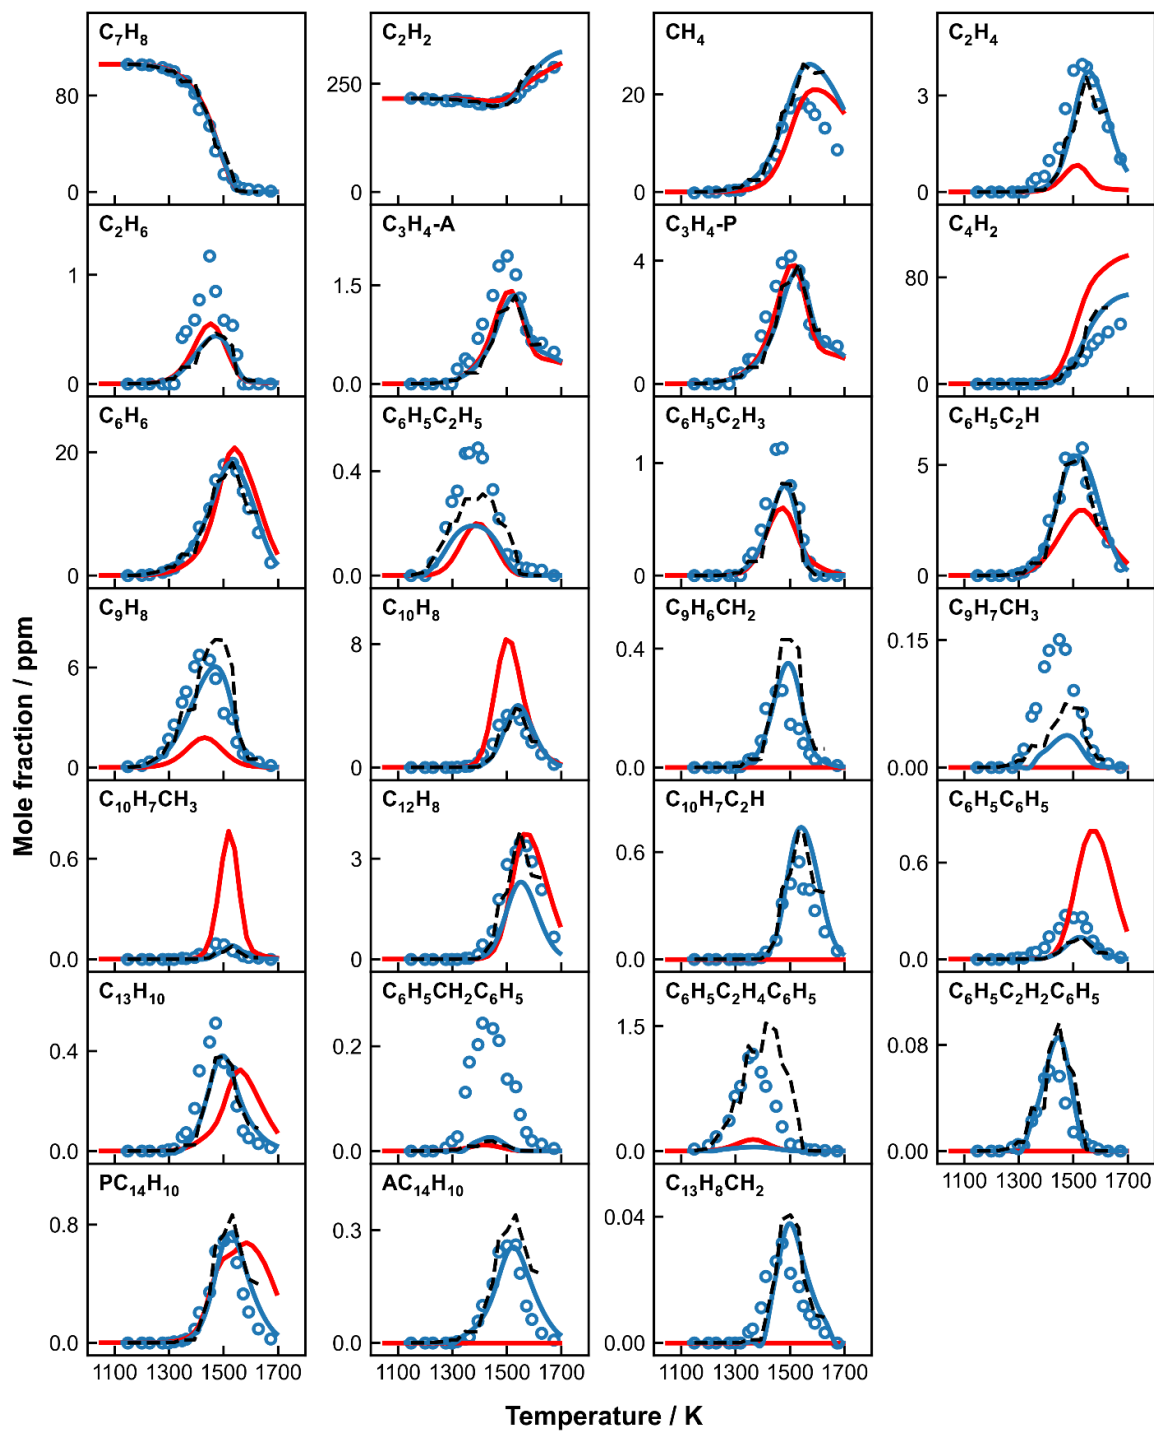 C₇H₈ C₂H₂ CH₄ C₂H₄
80 250 20 3
0 0 0 0
C₂H₆ C₃H₄-A C₃H₄-P C₄H₂
1 1.5 4 80
0 0.0 0 0
C₆H₆ C₆H₅C₂H₅ C₆H₅C₂H₃ C₆H₅C₂H
20 0.4 1 5
0 0.0 0 0
C₉H₈ C₁₀H₈ C₉H₆CH₂ C₉H₇CH₃
6 8 0.4 0.15
0 0 0.0 0.00
C₁₀H₇CH₃ C₁₂H₈ C₁₀H₇C₂H C₆H₅C₆H₅
0.6 3 0.6 0.6
0.0 0 0.0 0.0
C₁₃H₁₀ C₆H₅CH₂C₆H₅ C₆H₅C₂H₄C₆H₅ C₆H₅C₂H₂C₆H₅
0.4 0.2 1.5 0.08
0.0 0.0 0.0 0.00
1100 1300 1500 1700
PC₁₄H₁₀ AC₁₄H₁₀ C₁₃H₈CH₂
0.8 0.3 0.04
0.0 0.0 0.00
1100 1300 1500 1700 1100 1300 1500 1700 1100 1300 1500 1700
Mole fraction / ppm
Temperature / K